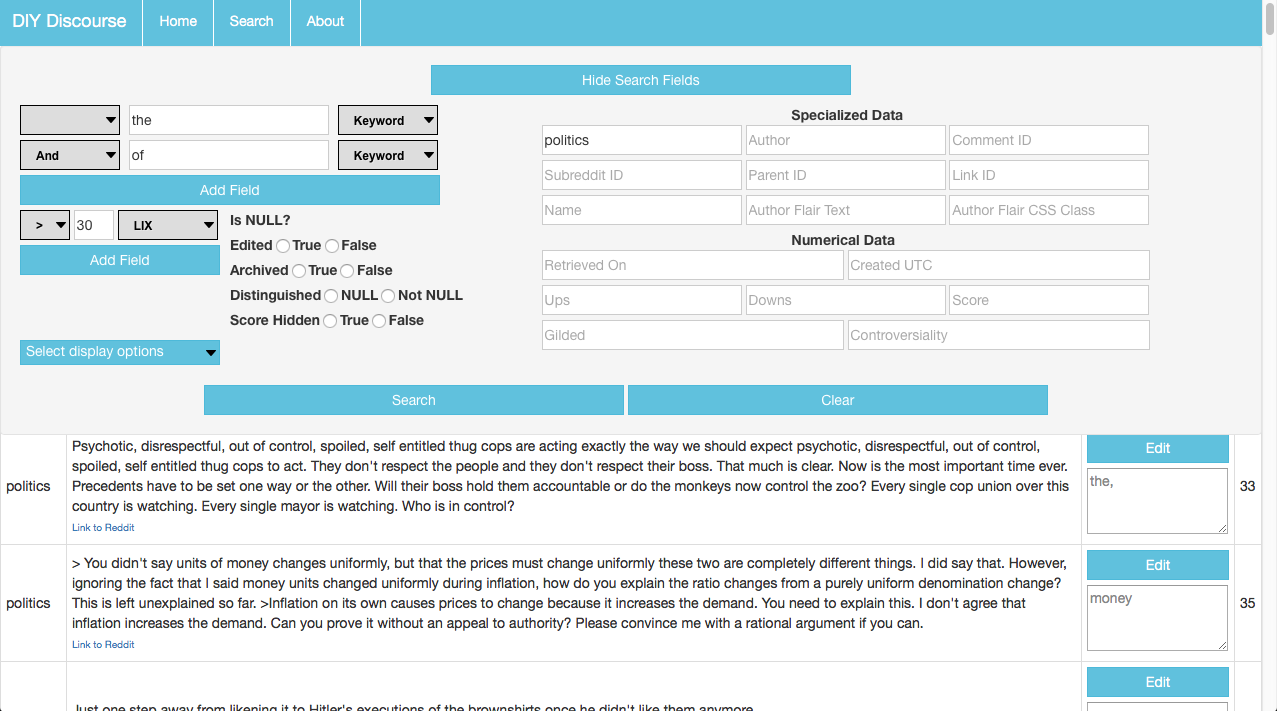 DIY Discourse Home Search About
Hide Search Fields
the Keyword
And of Keyword
Add Field
> 30 LIX
Add Field
Is NULL?
Edited True False
Archived True False
Distinguished NULL Not NULL
Score Hidden True False
Select display options
Specialized Data
politics Author Comment ID
Subreddit ID Parent ID Link ID
Name Author Flair Text Author Flair CSS Class
Numerical Data
Retrieved On Created UTC
Ups Downs Score
Gilded Controversiality
Search Clear
politics
Psychotic, disrespectful, out of control, spoiled, self entitled thug cops are acting exactly the way we should expect psychotic, disrespectful, out of control,
spoiled, self entitled thug cops to act. They don't respect the people and they don't respect their boss. That much is clear. Now is the most important time ever.
Precedents have to be set one way or the other. Will their boss hold them accountable or do the monkeys now control the zoo? Every single cop union over this
country is watching. Every single mayor is watching. Who is in control?
Link to Reddit
Edit
the,
33
politics
> You didn't say units of money changes uniformly, but that the prices must change uniformly these two are completely different things. I did say that. However,
ignoring the fact that I said money units changed uniformly during inflation, how do you explain the ratio changes from a purely uniform denomination change?
This is left unexplained so far. >Inflation on its own causes prices to change because it increases the demand. You need to explain this. I don't agree that
inflation increases the demand. Can you prove it without an appeal to authority? Please convince me with a rational argument if you can.
Link to Reddit
Edit
money
35
Just one step away from likening it to Hitler's executions of the brownshirts once he didn't like them anymore.
Edit